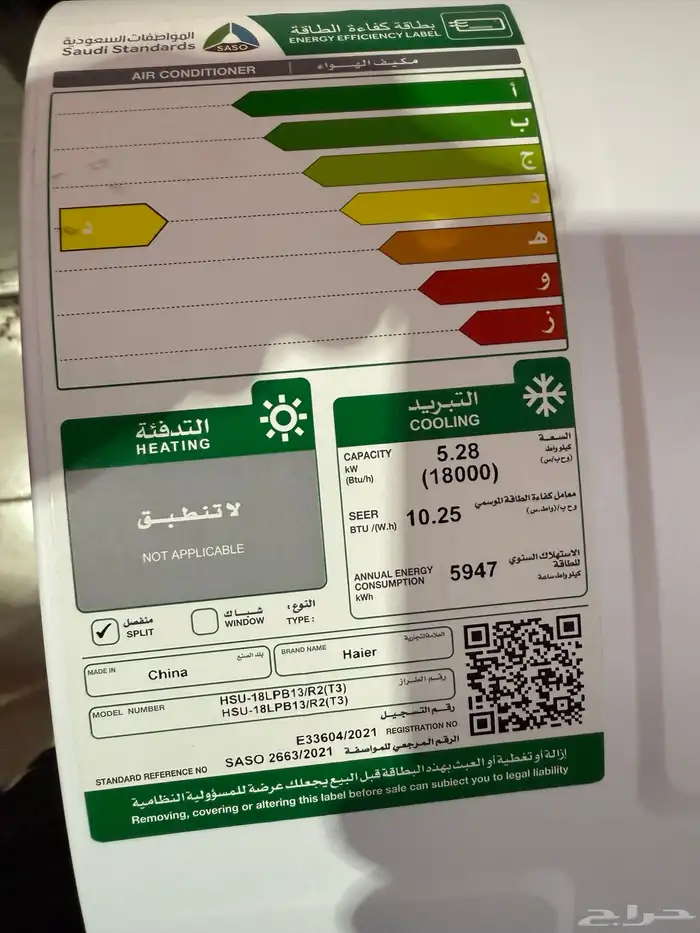 المواصفات السعودية
Saudi Standards
SASO
بطاقة كفاءة الطاقة
ENERGY EFFICIENCY LABEL
AIR CONDITIONER | مكيف الهواء
أ
ب
ج
د
د
هـ
و
ز
التدفئة
HEATING
لا تنطبق
NOT APPLICABLE
التبريد
COOLING
CAPACITY 5.28 السعة
kW كيلو واط
(Btu/h) (18000) (و ح ب/س)
SEER 10.25 معامل كفاءة الطاقة الموسمي
BTU /(W.h) و ح ب/(واط.س)
ANNUAL ENERGY CONSUMPTION 5947 الاستهلاك السنوي للطاقة
kWh كيلو واط ساعة
✓ منفصل شباك النوع:
SPLIT WINDOW TYPE :
MADE IN China بلد الصنع
BRAND NAME Haier العلامة التجارية
MODEL NUMBER HSU-18LPB13/R2(T3) رقم الطراز
HSU-18LPB13/R2(T3)
رقم التسجيل
E33604/2021 REGISTRATION NO
STANDARD REFERENCE NO SASO 2663/2021 الرقم المرجعي للمواصفة
إزالة أو تغطية أو العبث بهذه البطاقة قبل البيع يجعلك عرضة للمسؤولية النظامية
Removing, covering or altering this label before sale can subject you to legal liability
حراج